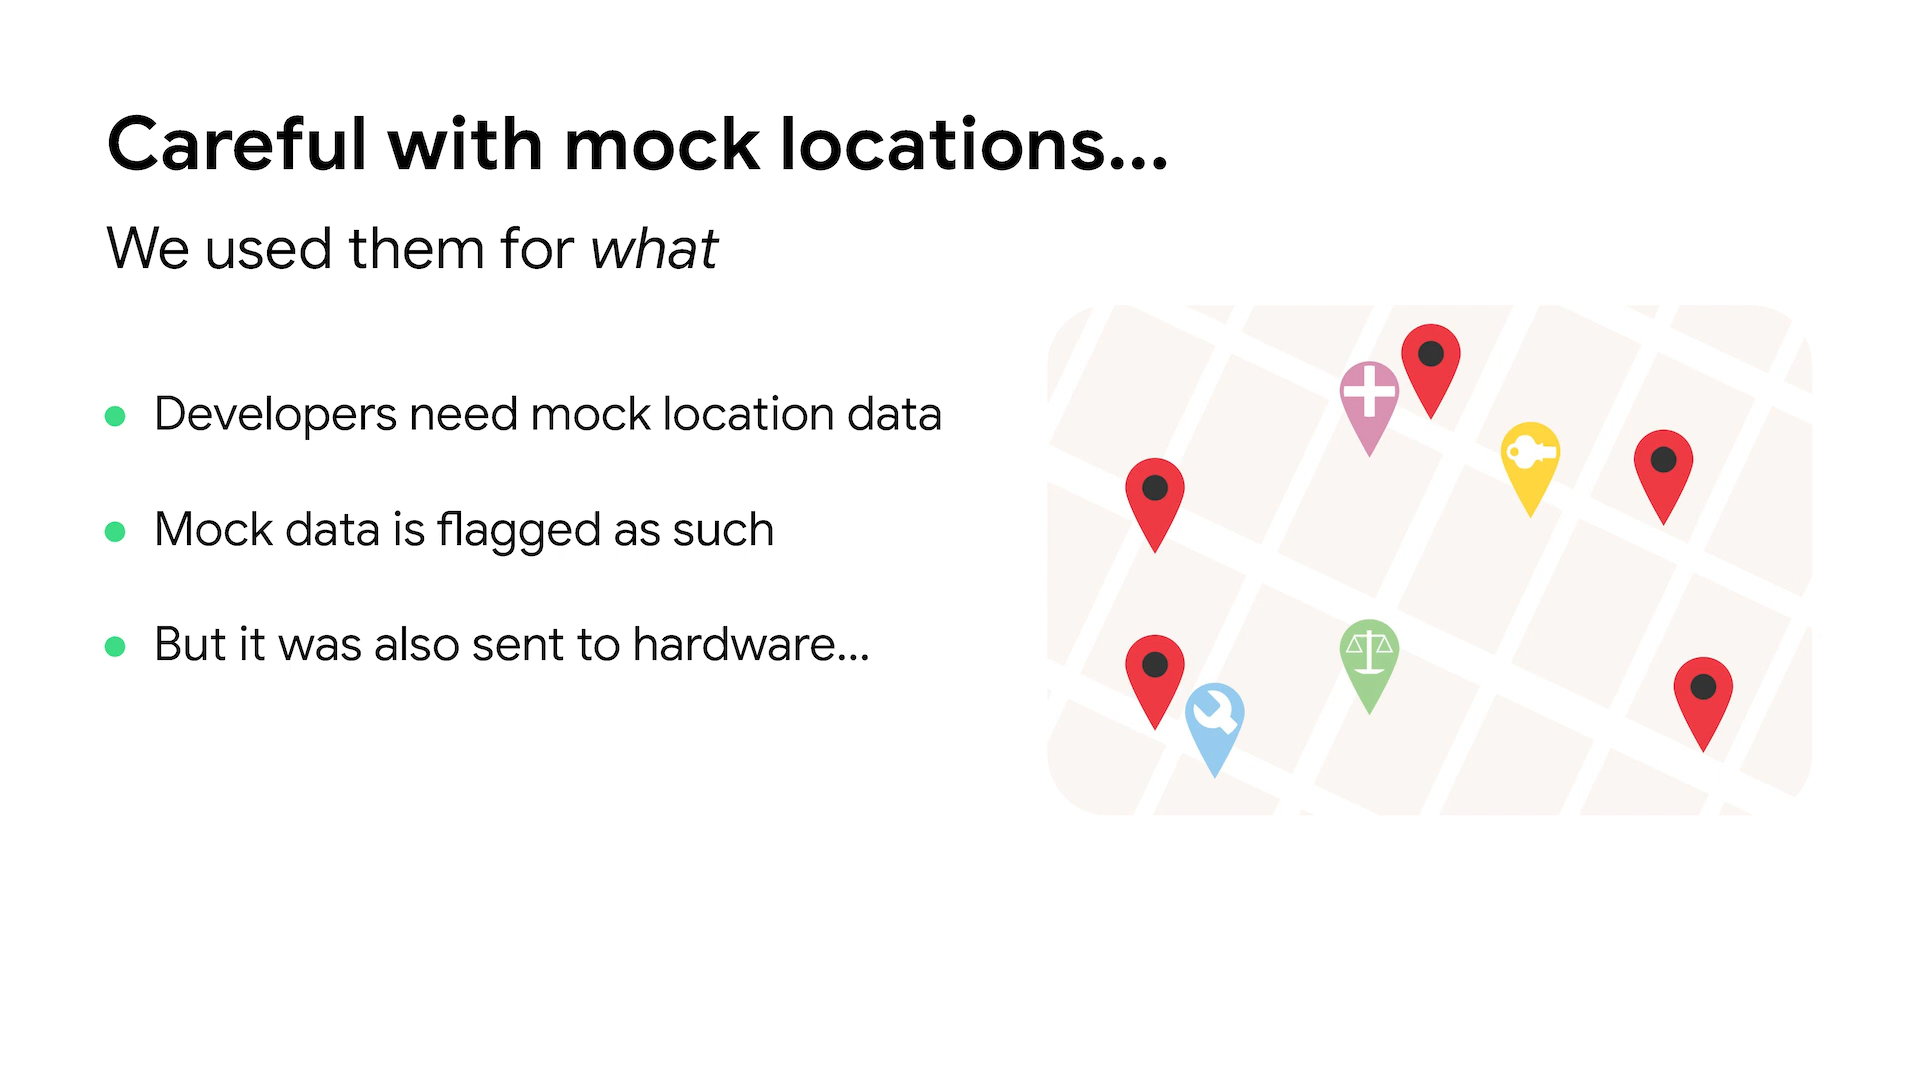 Careful with mock locations...
We used them for what
Developers need mock location data
Mock data is flagged as such
But it was also sent to hardware...